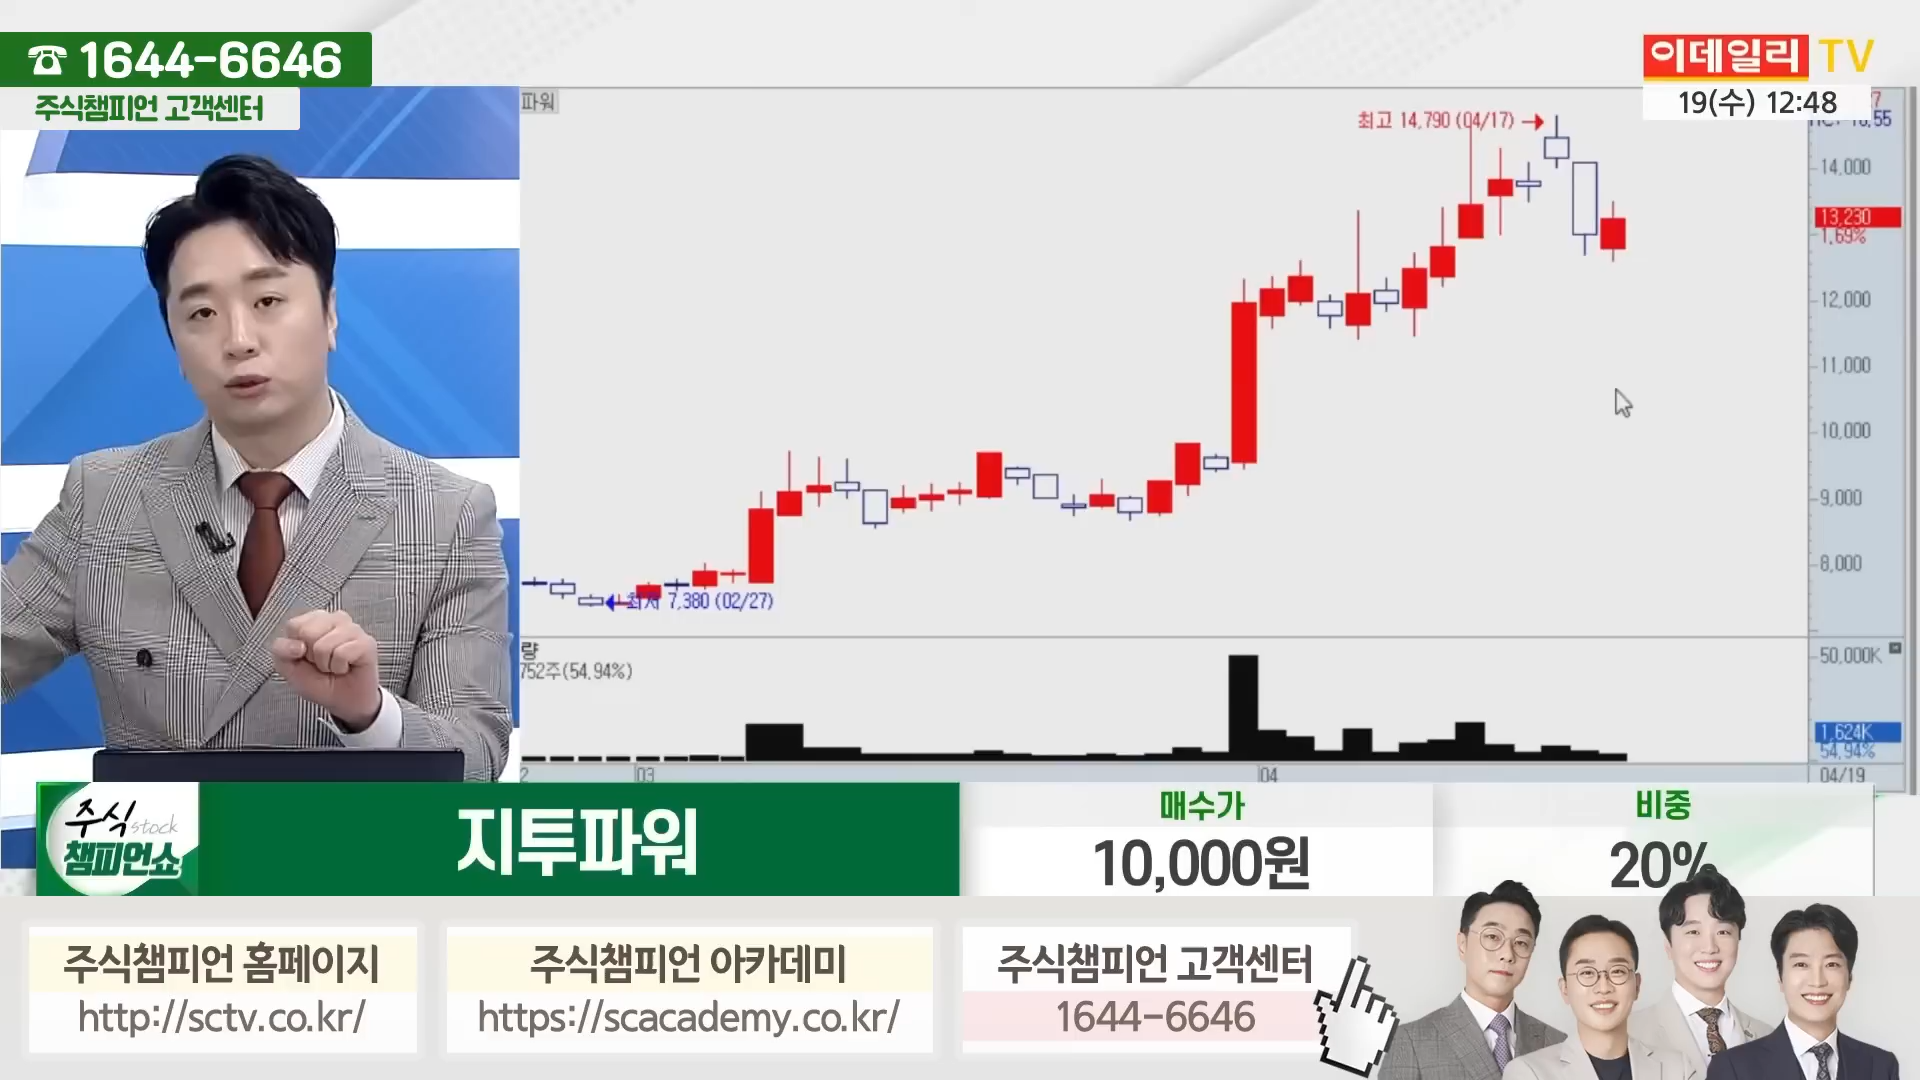 ☎ 1644-6646
주식챔피언 고객센터
이데일리 TV
19(수) 12:48
파워
최고 14,790 (04/17)
14,000
13,230
1.69%
12,000
11,000
10,000
9,000
8,000
최저 7,380 (02/27)
량
752주(54.94%)
50,000K
1,624K
54.94%
2
03
04
04/19
주식 stock
챔피언쇼
지투파워
매수가
10,000원
비중
20%
주식챔피언 홈페이지
http://sctv.co.kr/
주식챔피언 아카데미
https://scacademy.co.kr/
주식챔피언 고객센터
1644-6646